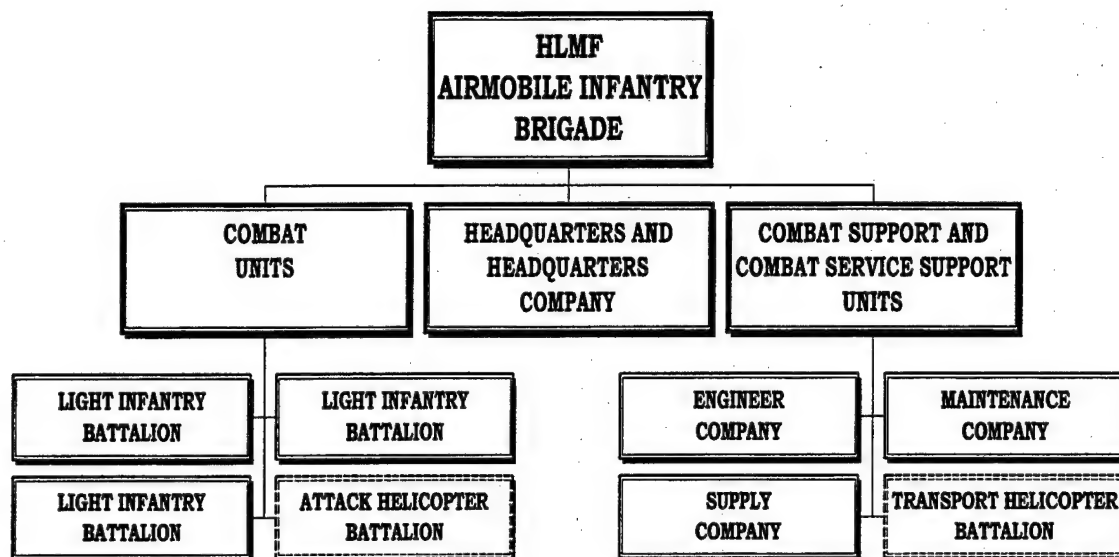 HLMF
AIRMOBILE INFANTRY
BRIGADE
COMBAT
UNITS
HEADQUARTERS AND
HEADQUARTERS
COMPANY
COMBAT SUPPORT AND
COMBAT SERVICE SUPPORT
UNITS
LIGHT INFANTRY
BATTALION
LIGHT INFANTRY
BATTALION
ENGINEER
COMPANY
MAINTENANCE
COMPANY
LIGHT INFANTRY
BATTALION
ATTACK HELICOPTER
BATTALION
SUPPLY
COMPANY
TRANSPORT HELICOPTER
BATTALION